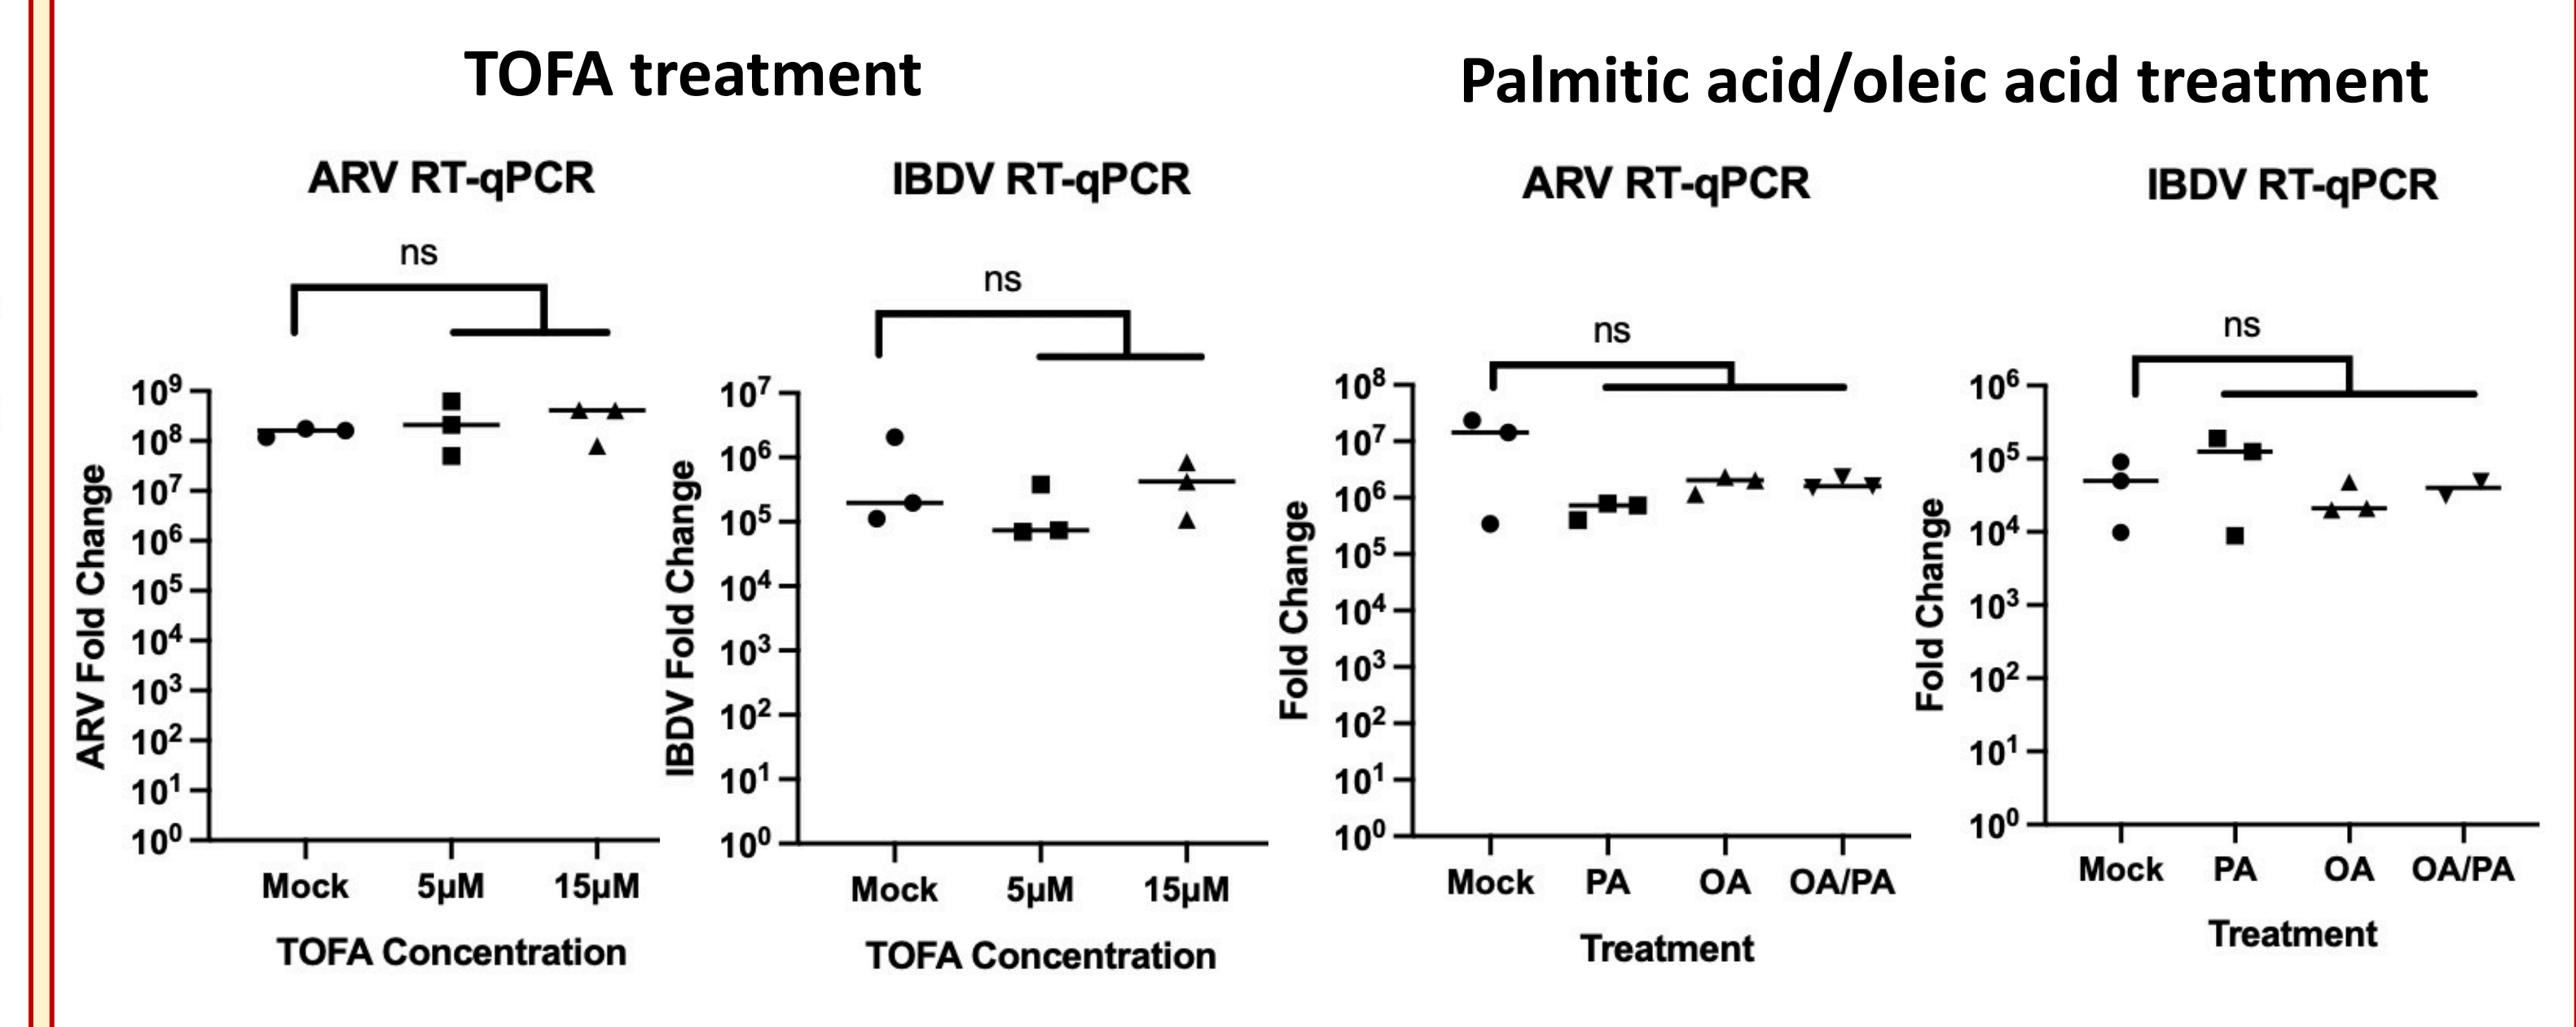 TOFA treatment
ARV RT-qPCR
ns
ARV Fold Change
10⁹
10⁸
10⁷
10⁶
10⁵
10⁴
10³
10²
10¹
10⁰
Mock 5µM 15µM
TOFA Concentration
IBDV RT-qPCR
ns
IBDV Fold Change
10⁷
10⁶
10⁵
10⁴
10³
10²
10¹
10⁰
Mock 5µM 15µM
TOFA Concentration
Palmitic acid/oleic acid treatment
ARV RT-qPCR
ns
Fold Change
10⁸
10⁷
10⁶
10⁵
10⁴
10³
10²
10¹
10⁰
Mock PA OA OA/PA
Treatment
IBDV RT-qPCR
ns
Fold Change
10⁶
10⁵
10⁴
10³
10²
10¹
10⁰
Mock PA OA OA/PA
Treatment